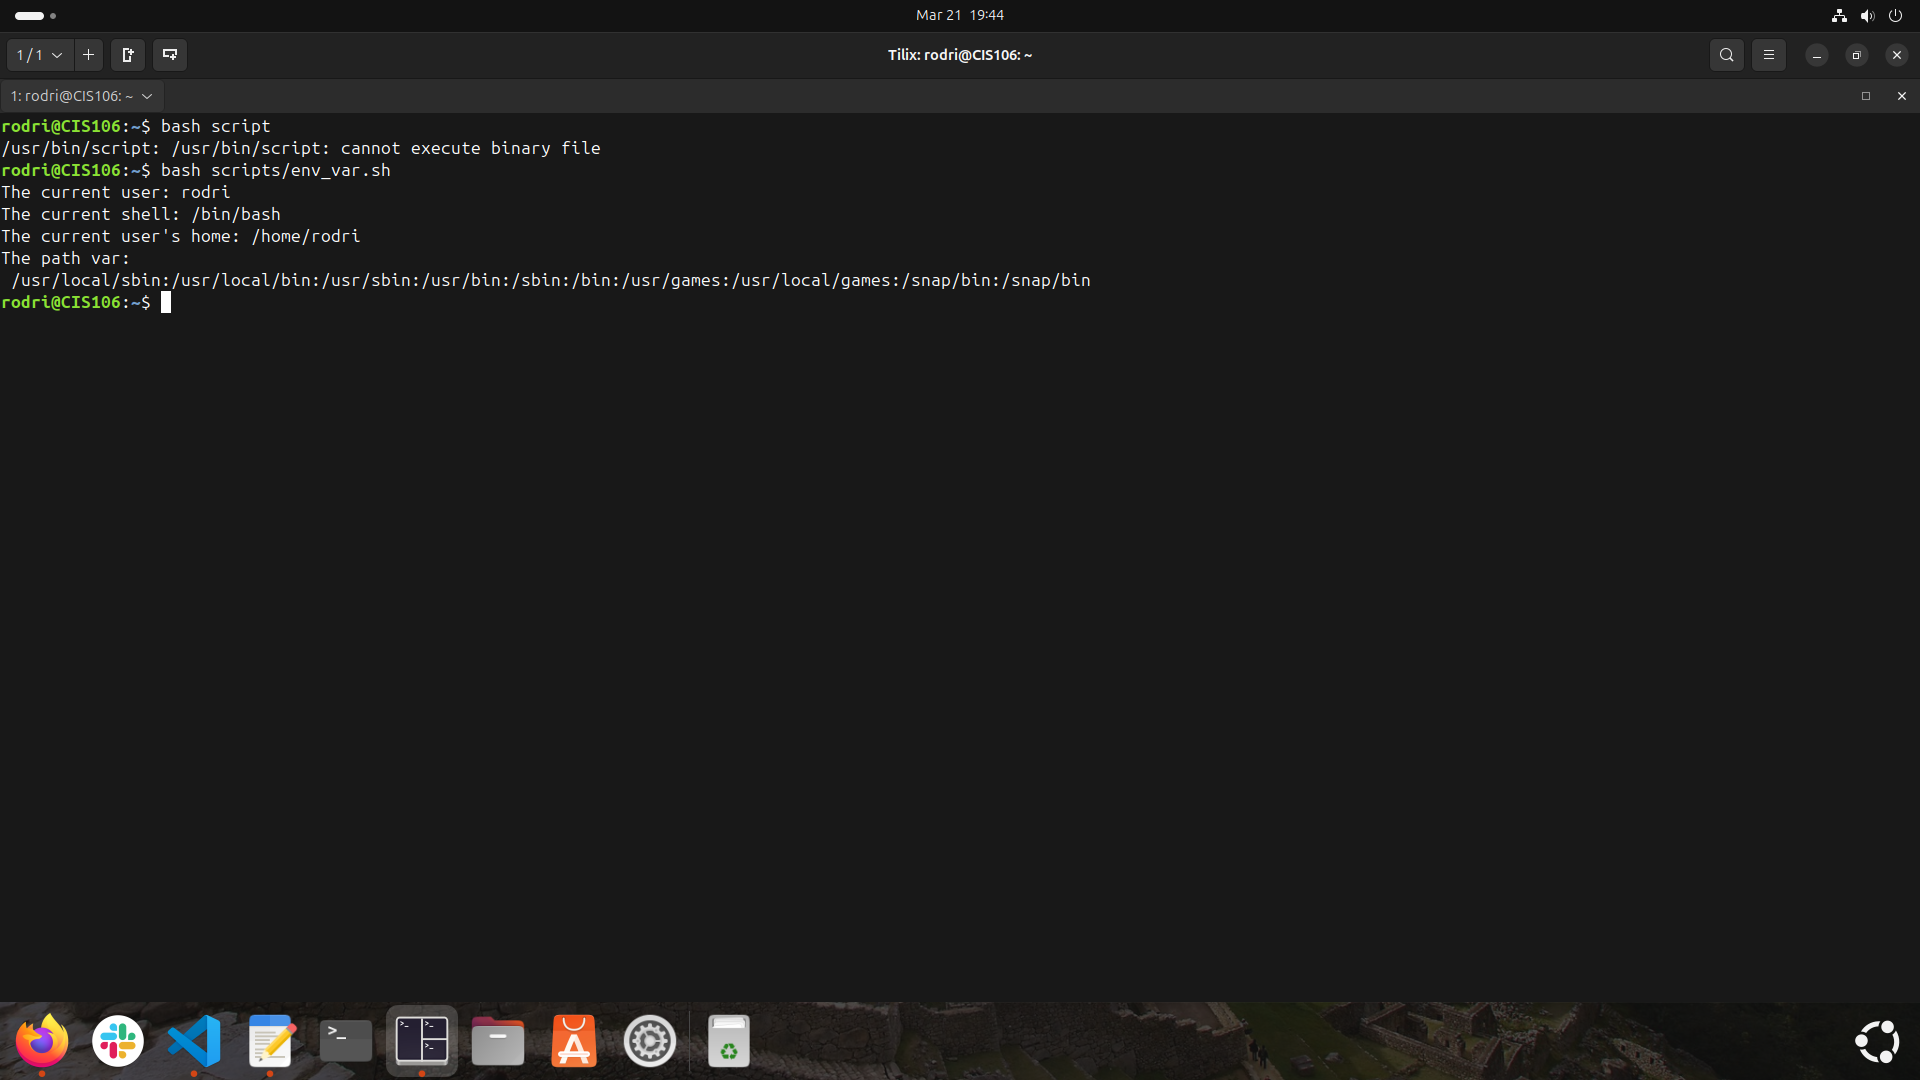 Mar 21 19:44
1 / 1
Tilix: rodri@CIS106: ~
1: rodri@CIS106: ~
rodri@CIS106:~$ bash script
/usr/bin/script: /usr/bin/script: cannot execute binary file
rodri@CIS106:~$ bash scripts/env_var.sh
The current user: rodri
The current shell: /bin/bash
The current user's home: /home/rodri
The path var:
/usr/local/sbin:/usr/local/bin:/usr/sbin:/usr/bin:/sbin:/bin:/usr/games:/usr/local/games:/snap/bin:/snap/bin
rodri@CIS106:~$